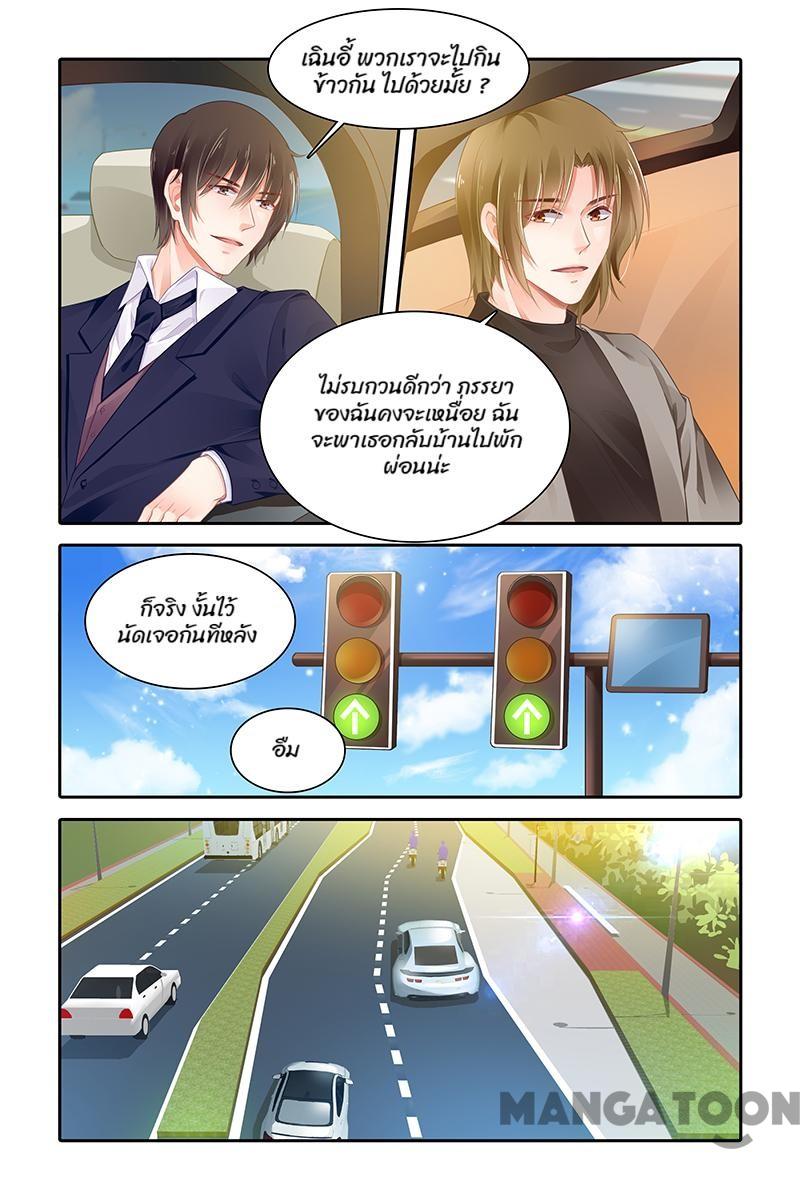 เฉินอี้ พวกเราจะไปกิน
ข้าวกัน ไปด้วยมั้ย ?
ไม่รบกวนดีกว่า ภรรยา
ของฉันคงจะเหนื่อย ฉัน
จะพาเธอกลับบ้านไปพัก
ผ่อนน่ะ
ก็จริง งั้นไว้
นัดเจอกันทีหลัง
อืม
MANGATOON